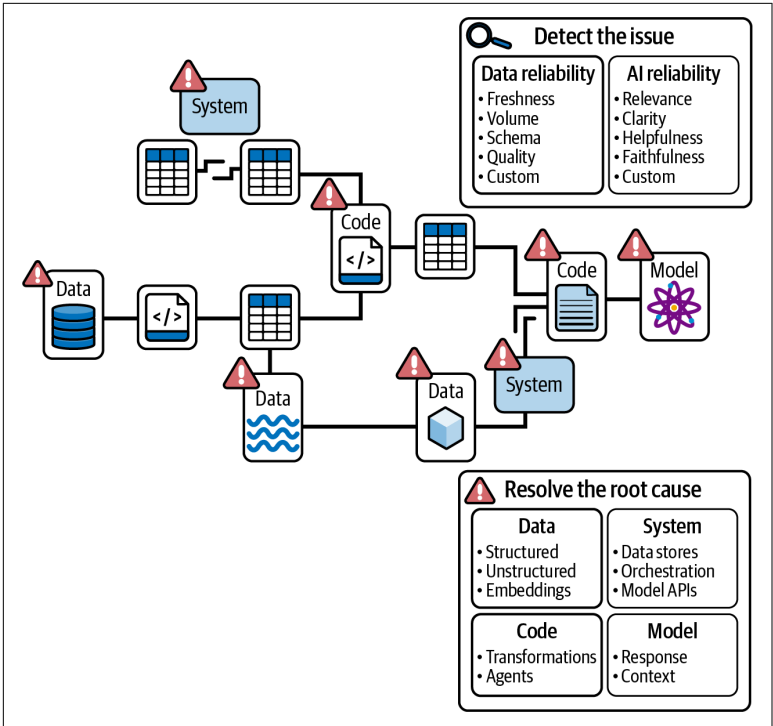 Detect the issue
Data reliability
• Freshness
• Volume
• Schema
• Quality
• Custom
AI reliability
• Relevance
• Clarity
• Helpfulness
• Faithfulness
• Custom
System
Code
</>
Code
Model
Data
</>
System
Data
Data
Resolve the root cause
Data
• Structured
• Unstructured
• Embeddings
System
• Data stores
• Orchestration
• Model APIs
Code
• Transformations
• Agents
Model
• Response
• Context